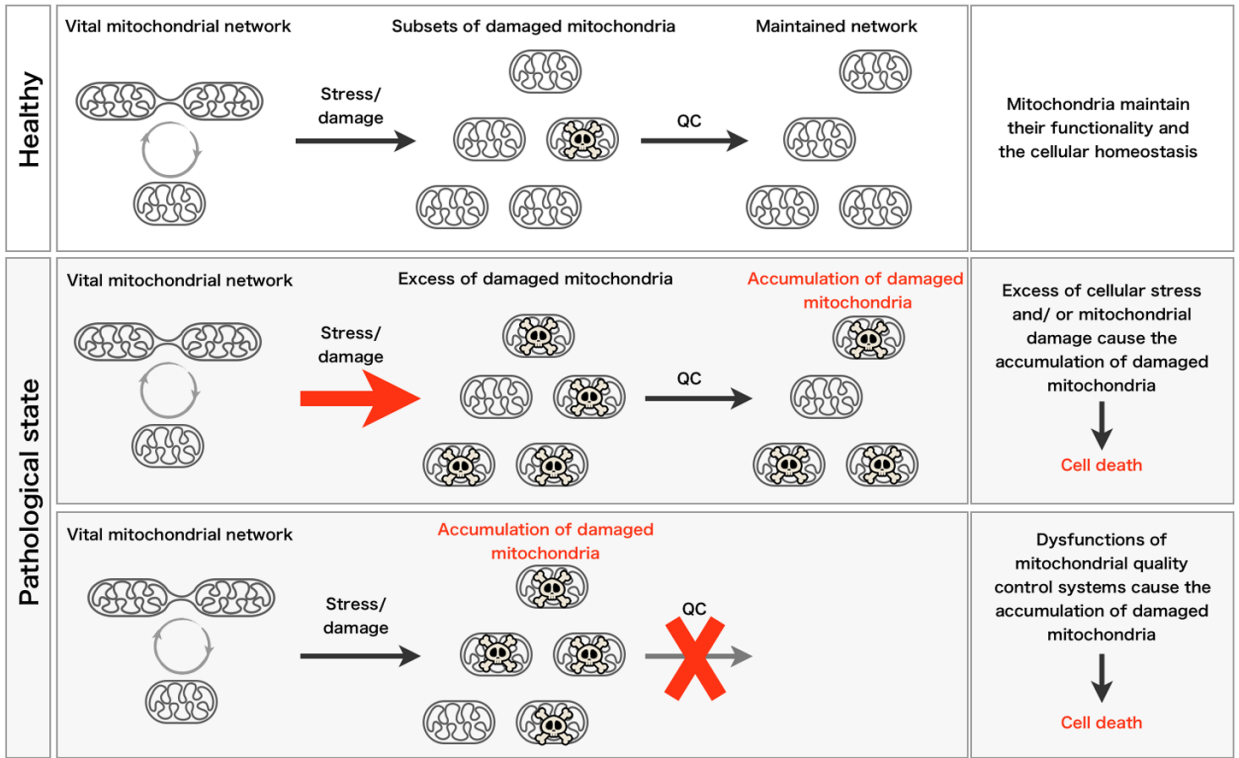 Healthy
Vital mitochondrial network
Stress/
damage
Subsets of damaged mitochondria
QC
Maintained network
Mitochondria maintain
their functionality and
the cellular homeostasis
Pathological state
Vital mitochondrial network
Stress/
damage
Excess of damaged mitochondria
QC
Accumulation of damaged
mitochondria
Excess of cellular stress
and/ or mitochondrial
damage cause the
accumulation of damaged
mitochondria
Cell death
Vital mitochondrial network
Stress/
damage
Accumulation of damaged
mitochondria
QC
Dysfunctions of
mitochondrial quality
control systems cause the
accumulation of damaged
mitochondria
Cell death